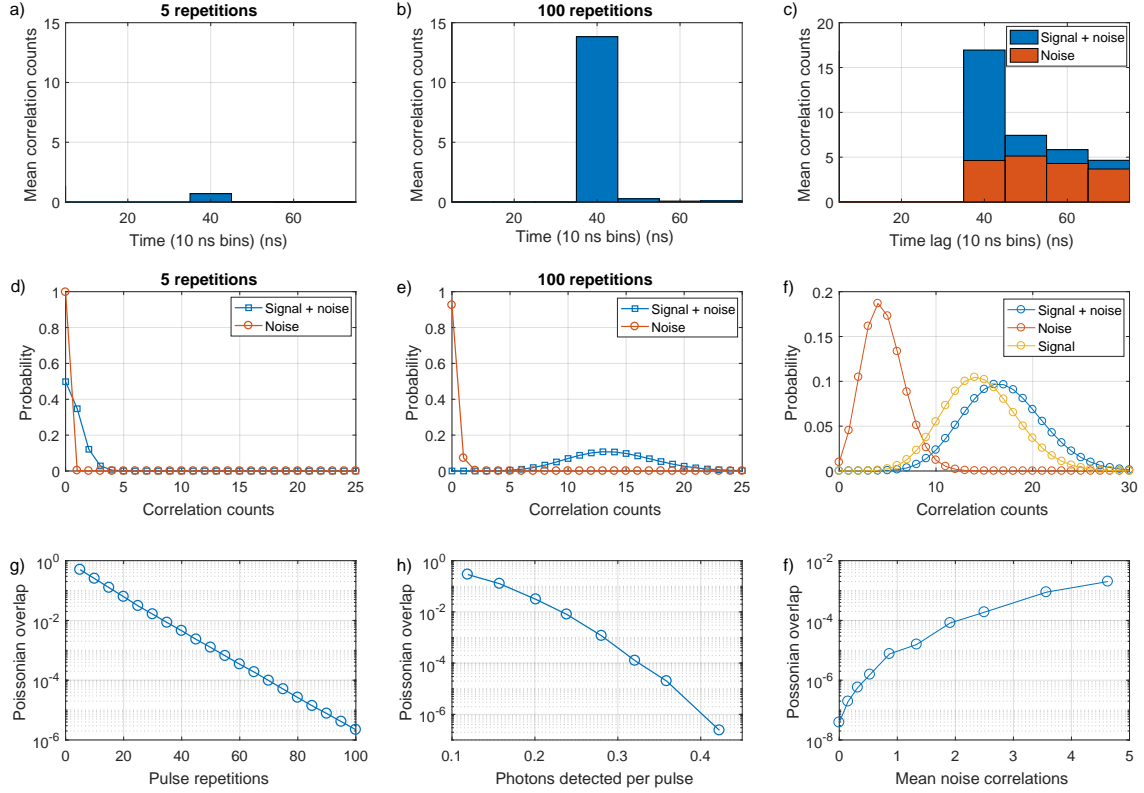 a)
5 repetitions
Mean correlation counts
15
10
5
0
20
40
60
Time (10 ns bins) (ns)
b)
100 repetitions
Mean correlation counts
15
10
5
0
20
40
60
Time (10 ns bins) (ns)
c)
Mean correlation counts
20
15
10
5
0
20
40
60
Time lag (10 ns bins) (ns)
Signal + noise
Noise
d)
5 repetitions
Probability
1
0.8
0.6
0.4
0.2
0
0
5
10
15
20
25
Correlation counts
Signal + noise
Noise
e)
100 repetitions
Probability
1
0.8
0.6
0.4
0.2
0
0
5
10
15
20
25
Correlation counts
Signal + noise
Noise
f)
Probability
0.2
0.15
0.1
0.05
0
0
10
20
30
Correlation counts
Signal + noise
Noise
Signal
g)
Poissonian overlap
10^0
10^-2
10^-4
10^-6
0
20
40
60
80
100
Pulse repetitions
h)
Poissonian overlap
10^0
10^-2
10^-4
10^-6
0.1
0.2
0.3
0.4
Photons detected per pulse
f)
Possonian overlap
10^-2
10^-4
10^-6
10^-8
0
1
2
3
4
5
Mean noise correlations